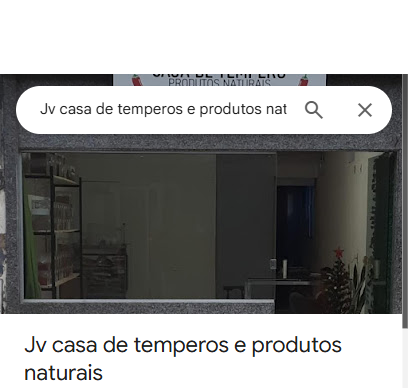 CASA DE TEMPERO
PRODUTOS NATURAIS
Jv casa de temperos e produtos nat
Jv casa de temperos e produtos
naturais